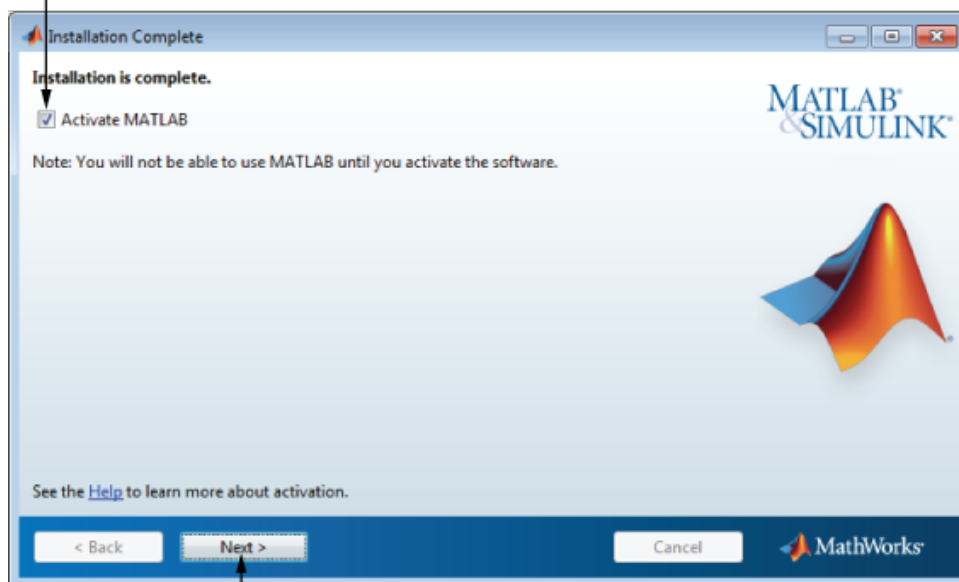 Installation Complete
Installation is complete.
Activate MATLAB
Note: You will not be able to use MATLAB until you activate the software.
MATLAB®
&SIMULINK®
See the Help to learn more about activation.
< Back
Next >
Cancel
MathWorks®